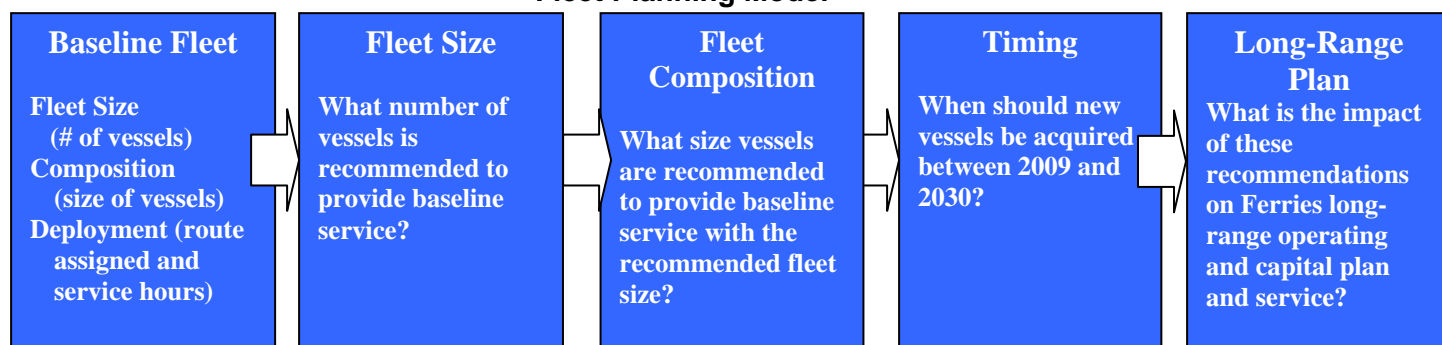 Fleet Planning Model
Baseline Fleet
Fleet Size
(# of vessels)
Composition
(size of vessels)
Deployment (route
assigned and
service hours)
Fleet Size
What number of
vessels is
recommended to
provide baseline
service?
Fleet
Composition
What size vessels
are recommended
to provide baseline
service with the
recommended fleet
size?
Timing
When should new
vessels be acquired
between 2009 and
2030?
Long-Range
Plan
What is the impact
of these
recommendations
on Ferries long-
range operating
and capital plan
and service?